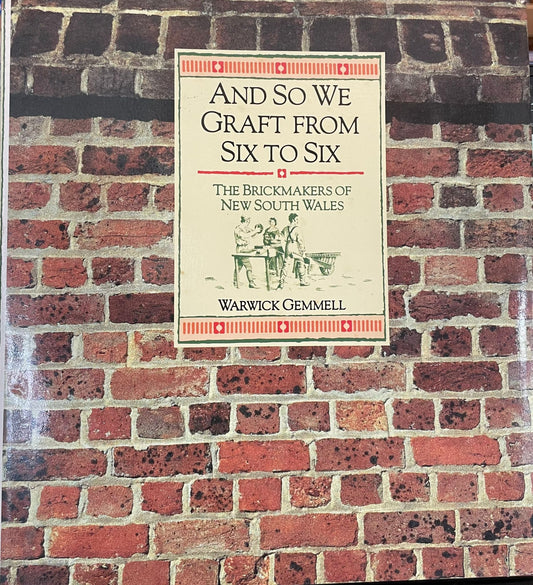 AND SO WE
GRAFT FROM
SIX TO SIX
THE BRICKMAKERS OF
NEW SOUTH WALES
WARWICK GEMMELL